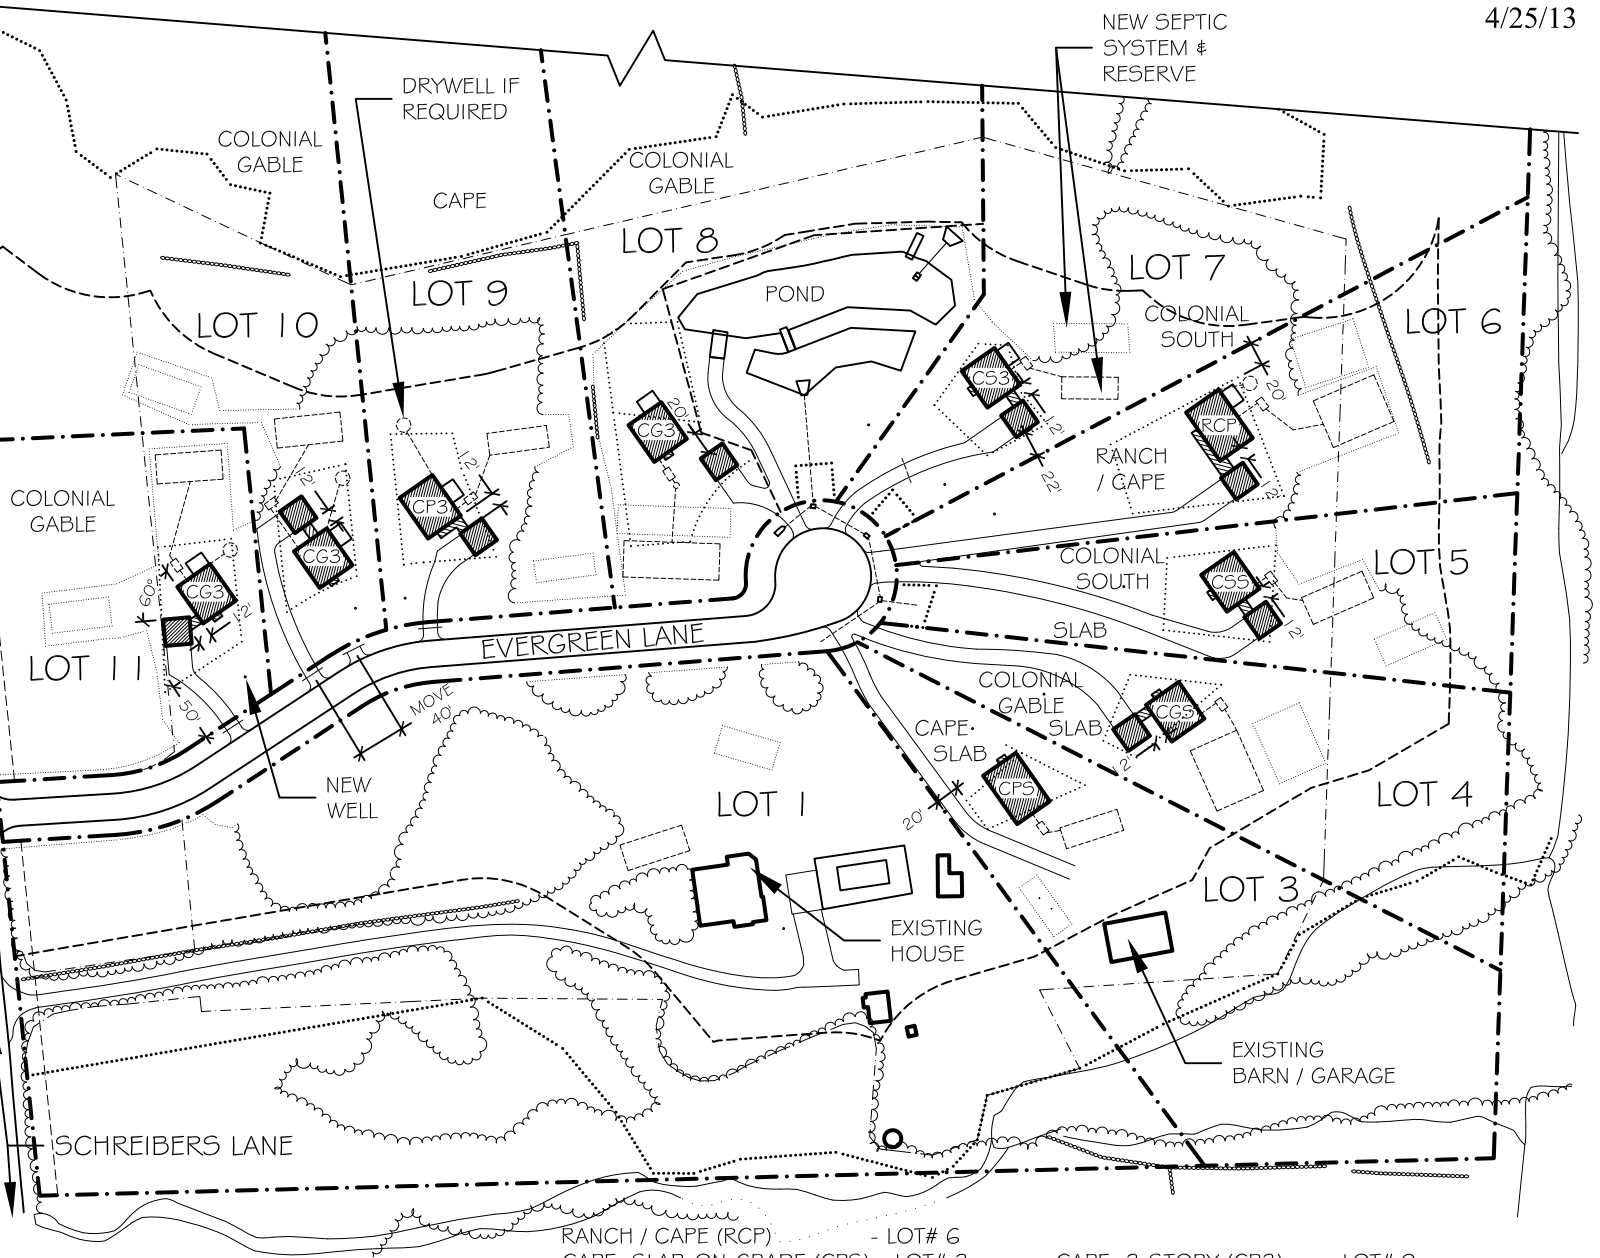 4/25/13
NEW SEPTIC
SYSTEM &
RESERVE
DRYWELL IF
REQUIRED
COLONIAL
GABLE
CAPE
COLONIAL
GABLE
LOT 8
LOT 7
LOT 9
POND
LOT 10
COLONIAL
SOUTH
LOT 6
CS3
12'
22'
20'
RCP
12'
RANCH
/ CAPE
20'
CG3
COLONIAL
GABLE
12'
CP3
12'
CG3
CG3
60'
12'
COLONIAL
SOUTH
LOT 5
CSS
12'
SLAB
EVERGREEN LANE
LOT 11
50'
MOVE
40'
COLONIAL
GABLE
SLAB
CGS
12'
CAPE
SLAB
CPS
20'
NEW
WELL
LOT 1
LOT 4
LOT 3
EXISTING
HOUSE
EXISTING
BARN / GARAGE
SCHREIBERS LANE
RANCH / CAPE (RCP) - LOT# 6